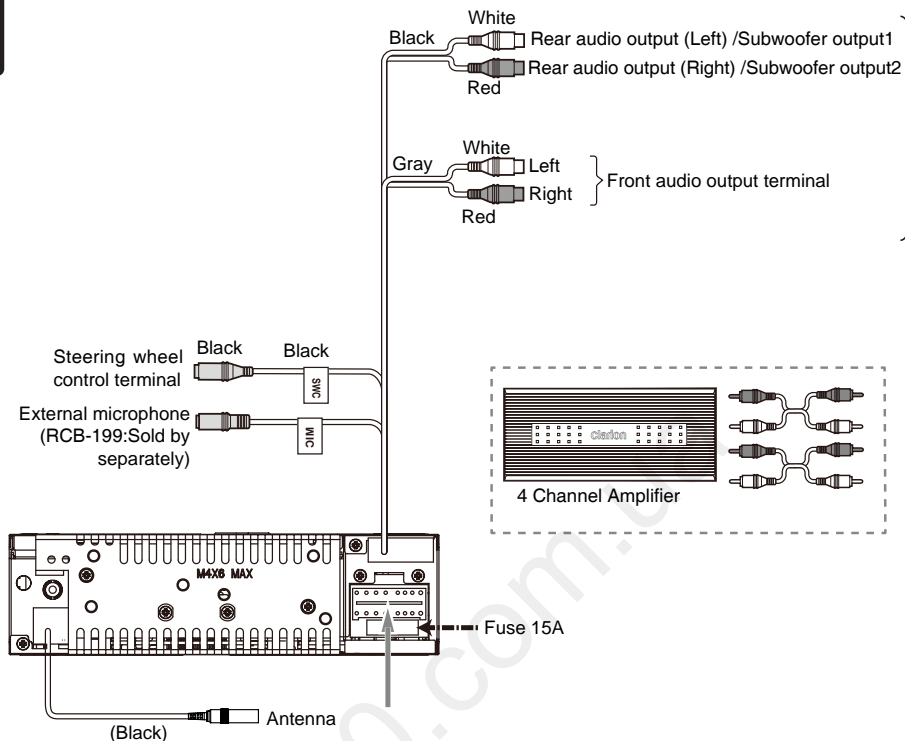 White
Black
Rear audio output (Left) /Subwoofer output1
Rear audio output (Right) /Subwoofer output2
Red
White
Gray
Left
Right
Front audio output terminal
Red
Steering wheel
control terminal
Black
Black
SWC
External microphone
(RCB-199:Sold by
separately)
MIC
clarion
4 Channel Amplifier
M4X6 MAX
Fuse 15A
Antenna
(Black)